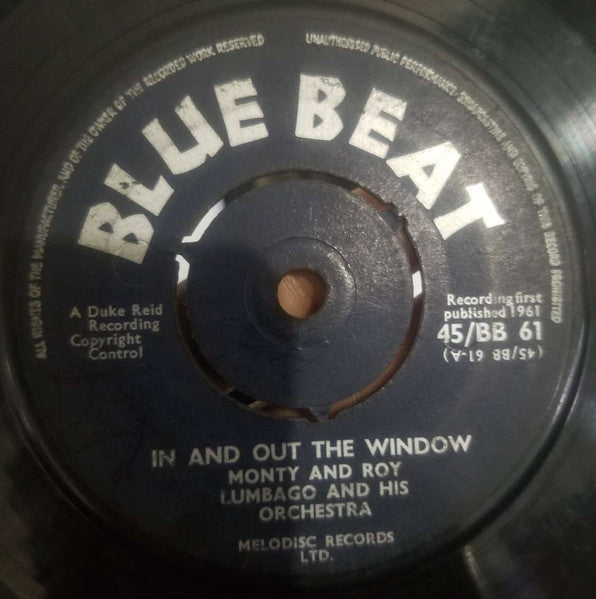 ALL RIGHTS OF THE MANUFACTURER AND OF THE OWNER OF THE RECORDED WORK RESERVED
UNAUTHORISED PUBLIC PERFORMANCE, BROADCASTING AND COPYING OF THIS RECORD PROHIBITED
BLUE BEAT
A Duke Reid
Recording
Copyright
Control
Recording first
published 1961
45/BB 61
(45/BB 61-A)
IN AND OUT THE WINDOW
MONTY AND ROY
LUMBAGO AND HIS
ORCHESTRA
MELODISC RECORDS
LTD.